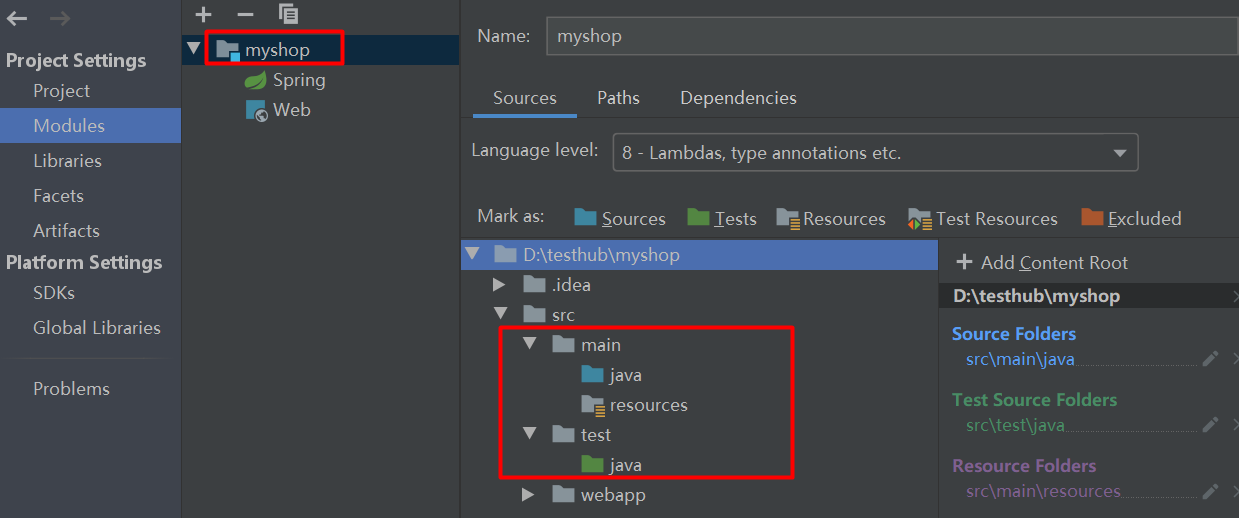 Project Settings
Project
Modules
Libraries
Facets
Artifacts
Platform Settings
SDKs
Global Libraries
Problems
myshop
Spring
Web
Name: myshop
Sources Paths Dependencies
Language level: 8 - Lambdas, type annotations etc.
Mark as: Sources Tests Resources Test Resources Excluded
D:\testhub\myshop
.idea
src
main
java
resources
test
java
webapp
Add Content Root
D:\testhub\myshop
Source Folders
src\main\java
Test Source Folders
src\test\java
Resource Folders
src\main\resources